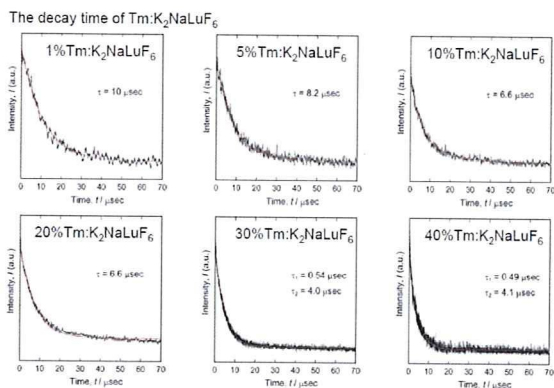 The decay time of Tm:K₂NaLuF₆
1%Tm:K₂NaLuF₆
τ = 10 μsec
Intensity, I (a.u.)
0 10 20 30 40 50 60 70
Time, t / μsec
5%Tm:K₂NaLuF₆
τ = 8.2 μsec
Intensity, I (a.u.)
0 10 20 30 40 50 60 70
Time, t / μsec
10%Tm:K₂NaLuF₆
τ = 6.6 μsec
Intensity, I (a.u.)
0 10 20 30 40 50 60 70
Time, t / μsec
20%Tm:K₂NaLuF₆
τ = 6.6 μsec
Intensity, I (a.u.)
0 10 20 30 40 50 60 70
Time, t / μsec
30%Tm:K₂NaLuF₆
τ₁ = 0.54 μsec
τ₂ = 4.0 μsec
Intensity, I (a.u.)
0 10 20 30 40 50 60 70
Time, t / μsec
40%Tm:K₂NaLuF₆
τ₁ = 0.49 μsec
τ₂ = 4.1 μsec
Intensity, I (a.u.)
0 10 20 30 40 50 60 70
Time, t / μsec